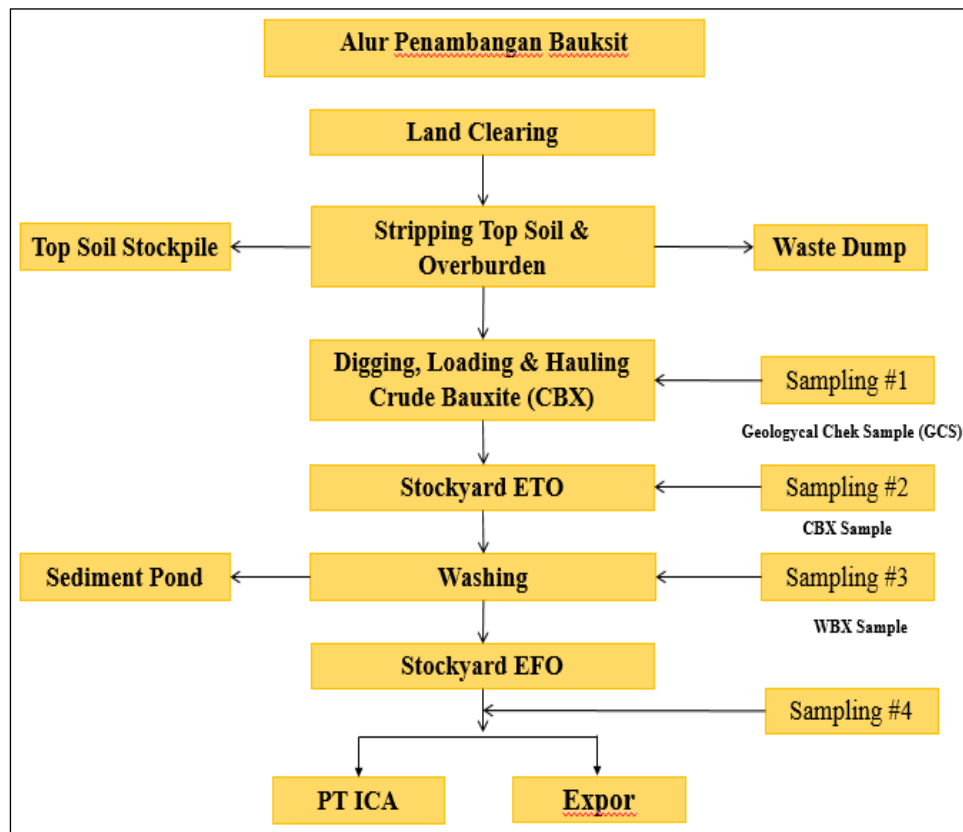 Alur Penambangan Bauksit
Land Clearing
Top Soil Stockpile
Stripping Top Soil &
Overburden
Waste Dump
Digging, Loading & Hauling
Crude Bauxite (CBX)
Sampling #1
Geologycal Chek Sample (GCS)
Stockyard ETO
Sampling #2
CBX Sample
Sediment Pond
Washing
Sampling #3
WBX Sample
Stockyard EFO
Sampling #4
PT ICA
Expor